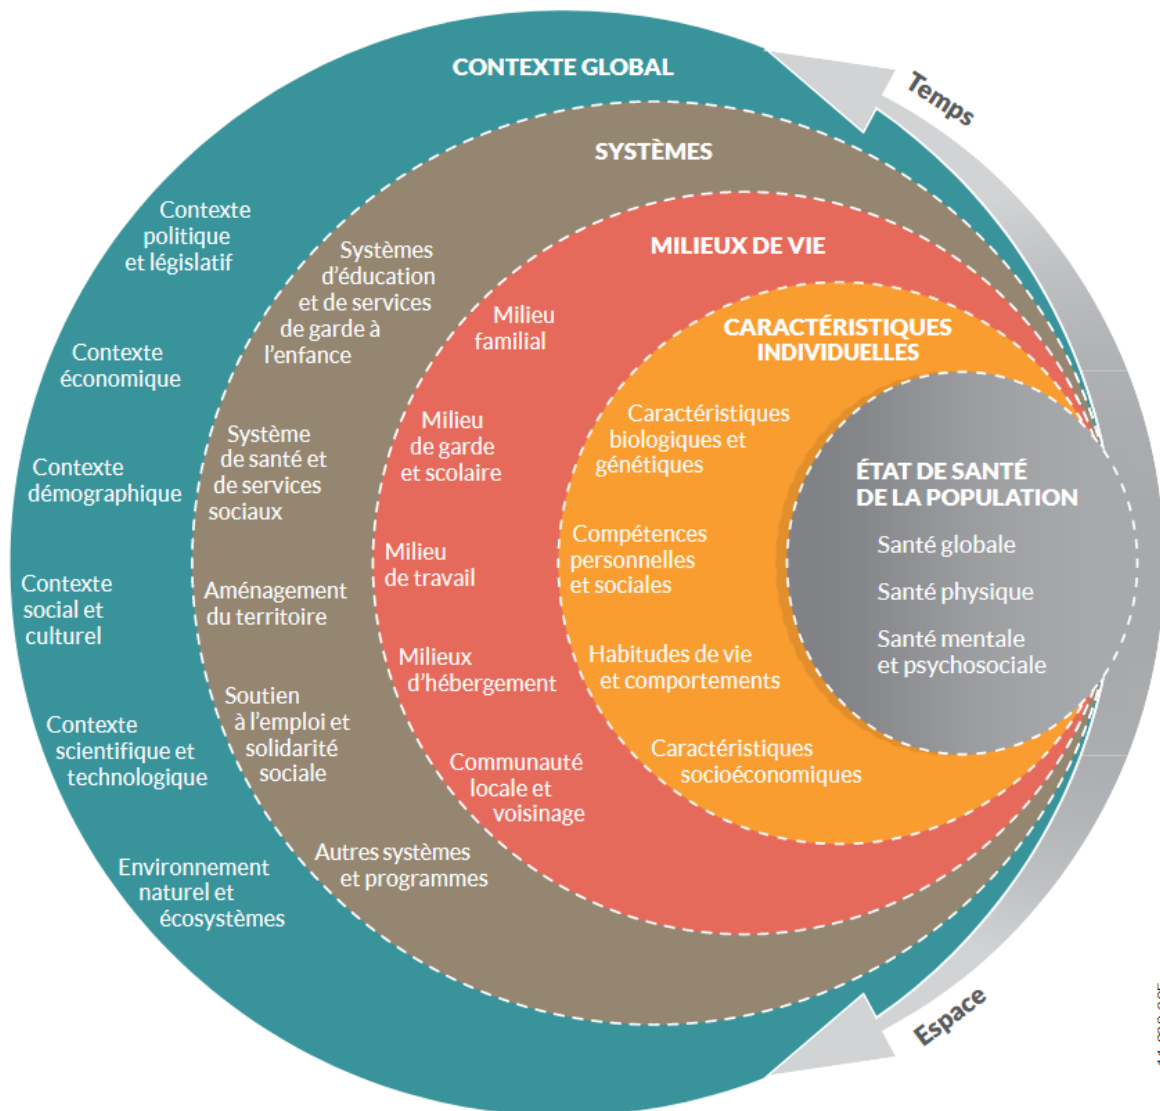 CONTEXTE GLOBAL
Contexte
politique
et législatif
Contexte
économique
Contexte
démographique
Contexte
social et
culturel
Contexte
scientifique et
technologique
Environnement
naturel et
écosystèmes
SYSTÈMES
Systèmes
d'éducation
et de services
de garde à
l'enfance
Système
de santé et
de services
sociaux
Aménagement
du territoire
Soutien
à l'emploi et
solidarité
sociale
Autres systèmes
et programmes
MILIEUX DE VIE
Milieu
familial
Milieu
de garde
et scolaire
Milieu
de travail
Milieux
d'hébergement
Communauté
locale et
voisinage
CARACTÉRISTIQUES
INDIVIDUELLES
Caractéristiques
biologiques et
génétiques
Compétences
personnelles
et sociales
Habitudes de vie
et comportements
Caractéristiques
socioéconomiques
ÉTAT DE SANTÉ
DE LA POPULATION
Santé globale
Santé physique
Santé mentale
et psychosociale
Temps
Espace